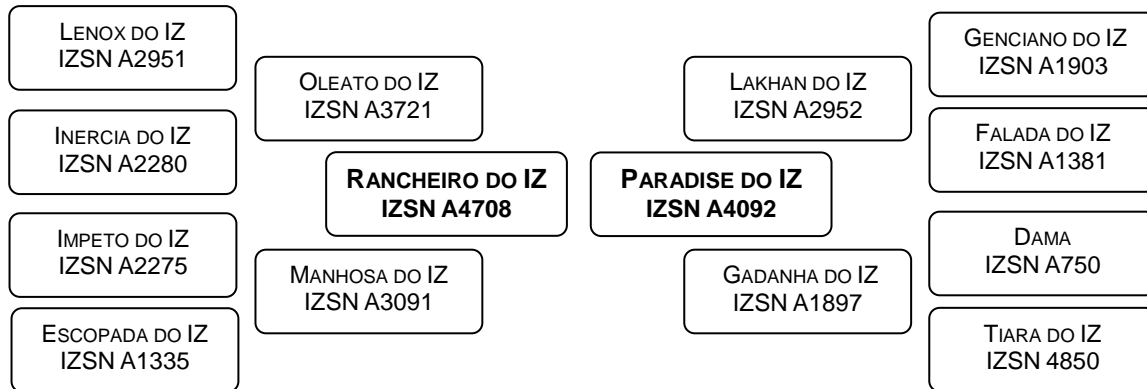 LENOX DO IZ
IZSN A2951
INERCIA DO IZ
IZSN A2280
IMPETO DO IZ
IZSN A2275
ESCOPADA DO IZ
IZSN A1335
OLEATO DO IZ
IZSN A3721
MANHOSA DO IZ
IZSN A3091
RANCHEIRO DO IZ
IZSN A4708
PARADISE DO IZ
IZSN A4092
LAKHAN DO IZ
IZSN A2952
GADANHA DO IZ
IZSN A1897
GENCIANO DO IZ
IZSN A1903
FALADA DO IZ
IZSN A1381
DAMA
IZSN A750
TIARA DO IZ
IZSN 4850